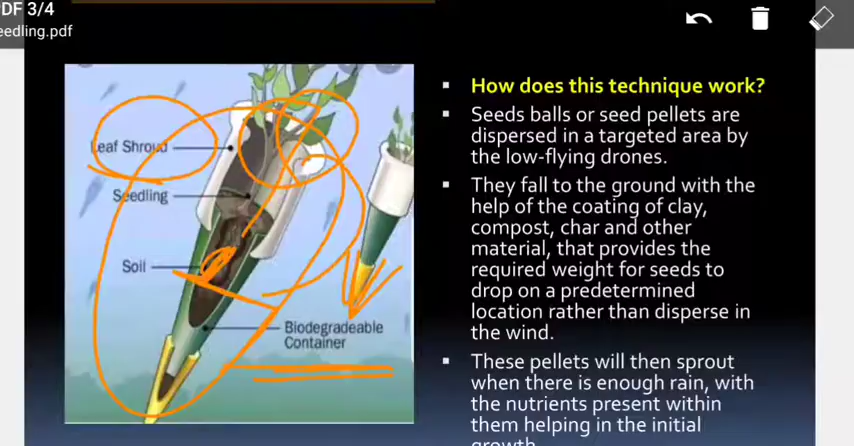 PDF 3/4
eedling.pdf
Leaf Shroud
Seedling
Soil
Biodegradeable
Container
▪ How does this technique work?
▪ Seeds balls or seed pellets are
dispersed in a targeted area by
the low-flying drones.
▪ They fall to the ground with the
help of the coating of clay,
compost, char and other
material, that provides the
required weight for seeds to
drop on a predetermined
location rather than disperse in
the wind.
▪ These pellets will then sprout
when there is enough rain, with
the nutrients present within
them helping in the initial
growth.